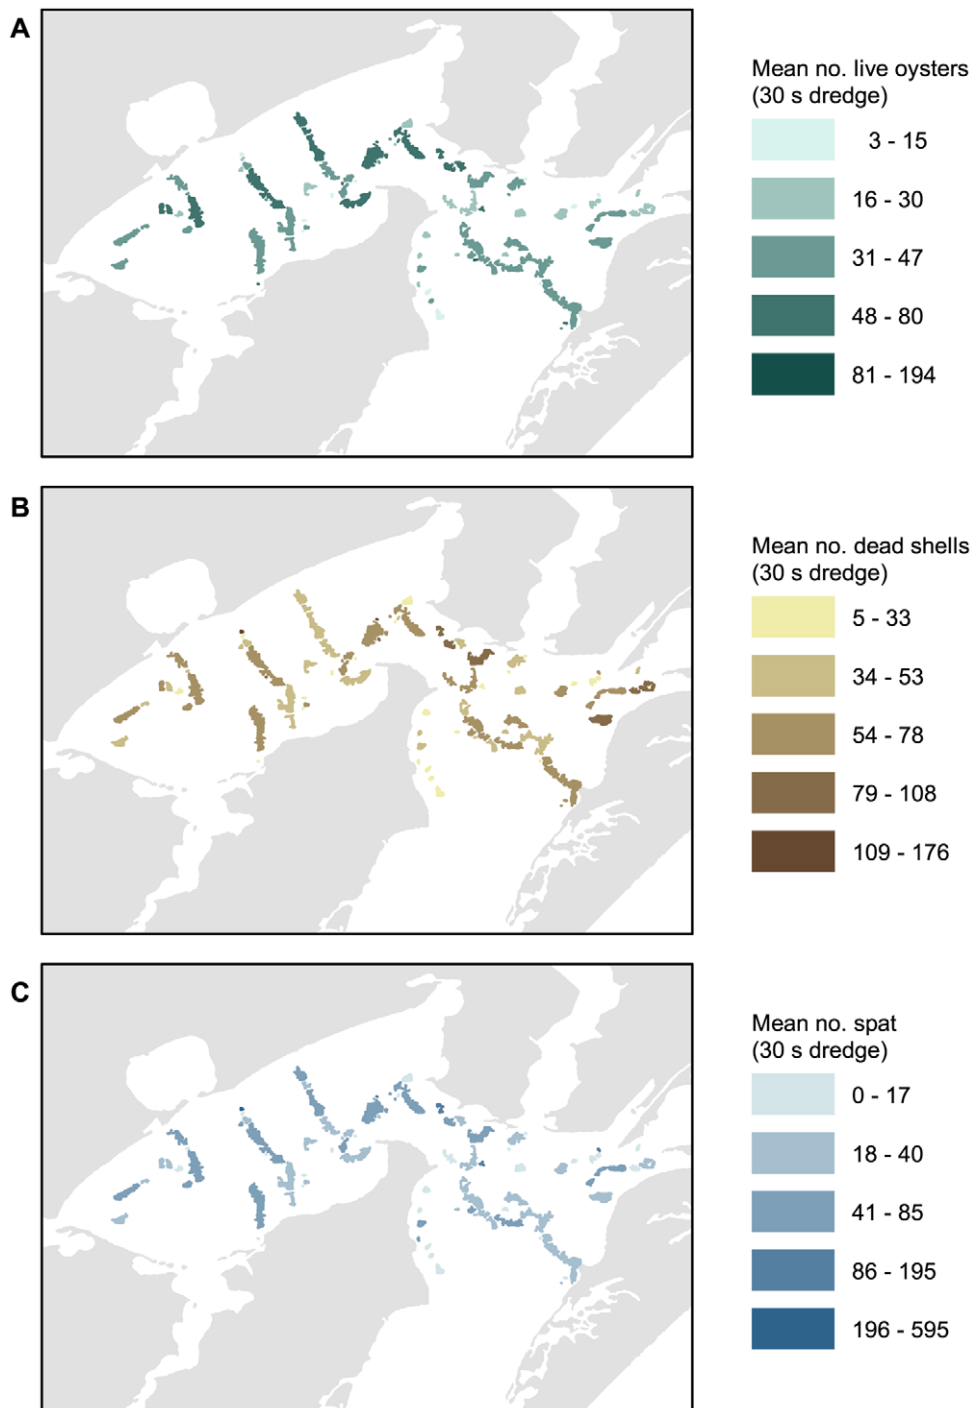 A
Mean no. live oysters
(30 s dredge)
3 - 15
16 - 30
31 - 47
48 - 80
81 - 194
B
Mean no. dead shells
(30 s dredge)
5 - 33
34 - 53
54 - 78
79 - 108
109 - 176
C
Mean no. spat
(30 s dredge)
0 - 17
18 - 40
41 - 85
86 - 195
196 - 595